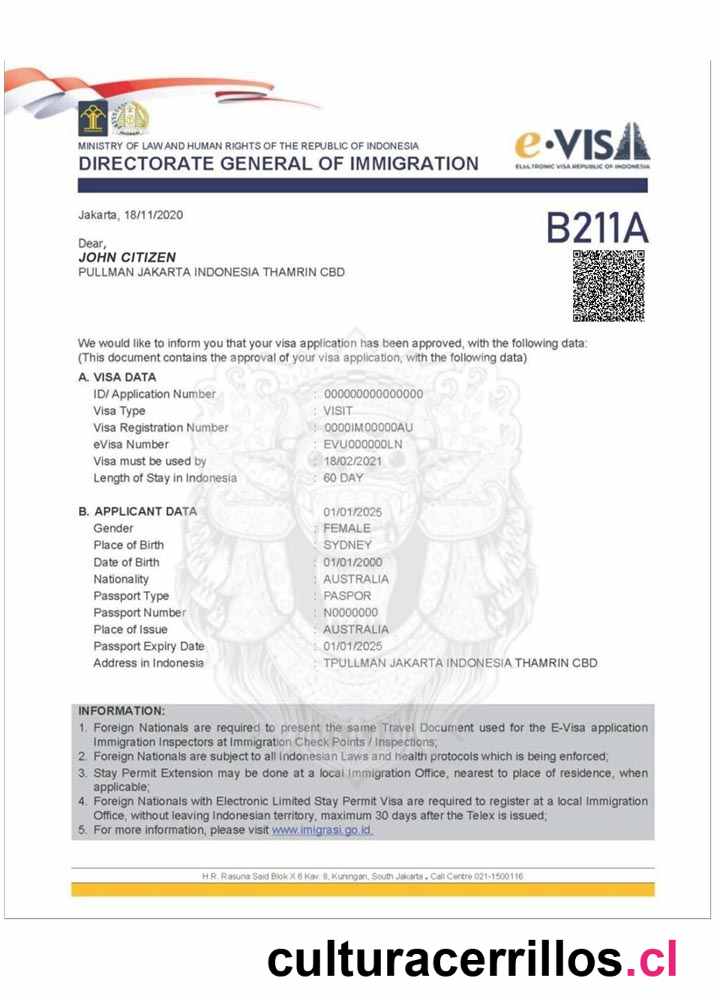 MINISTRY OF LAW AND HUMAN RIGHTS OF THE REPUBLIC OF INDONESIA
DIRECTORATE GENERAL OF IMMIGRATION
e-VISA
ELECTRONIC VISA REPUBLIC OF INDONESIA
Jakarta, 18/11/2020
B211A
Dear,
JOHN CITIZEN
PULLMAN JAKARTA INDONESIA THAMRIN CBD
We would like to inform you that your visa application has been approved, with the following data:
(This document contains the approval of your visa application, with the following data)
A. VISA DATA
ID/ Application Number : 000000000000000
Visa Type : VISIT
Visa Registration Number : 0000IM00000AU
eVisa Number : EVU000000LN
Visa must be used by : 18/02/2021
Length of Stay in Indonesia : 60 DAY
B. APPLICANT DATA 01/01/2025
Gender : FEMALE
Place of Birth : SYDNEY
Date of Birth : 01/01/2000
Nationality : AUSTRALIA
Passport Type : PASPOR
Passport Number : N0000000
Place of Issue : AUSTRALIA
Passport Expiry Date : 01/01/2025
Address in Indonesia : TPULLMAN JAKARTA INDONESIA THAMRIN CBD
INFORMATION:
1. Foreign Nationals are required to present the same Travel Document used for the E-Visa application
Immigration Inspectors at Immigration Check Points / Inspections;
2. Foreign Nationals are subject to all Indonesian Laws and health protocols which is being enforced;
3. Stay Permit Extension may be done at a local Immigration Office, nearest to place of residence, when
applicable;
4. Foreign Nationals with Electronic Limited Stay Permit Visa are required to register at a local Immigration
Office, without leaving Indonesian territory, maximum 30 days after the Telex is issued;
5. For more information, please visit www.imigrasi.go.id.
H.R. Rasuna Said Blok X 6 Kav. 8, Kuningan, South Jakarta . Call Centre 021-1500116
culturacerrillos.cl